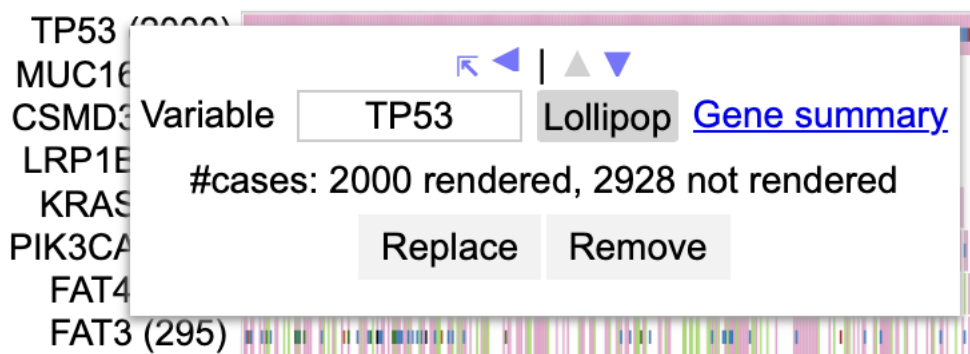 TP53 (2000)
MUC16
CSMD3
LRP1B
KRAS
PIK3CA
FAT4
FAT3 (295)
Variable TP53 Lollipop Gene summary
#cases: 2000 rendered, 2928 not rendered
Replace Remove